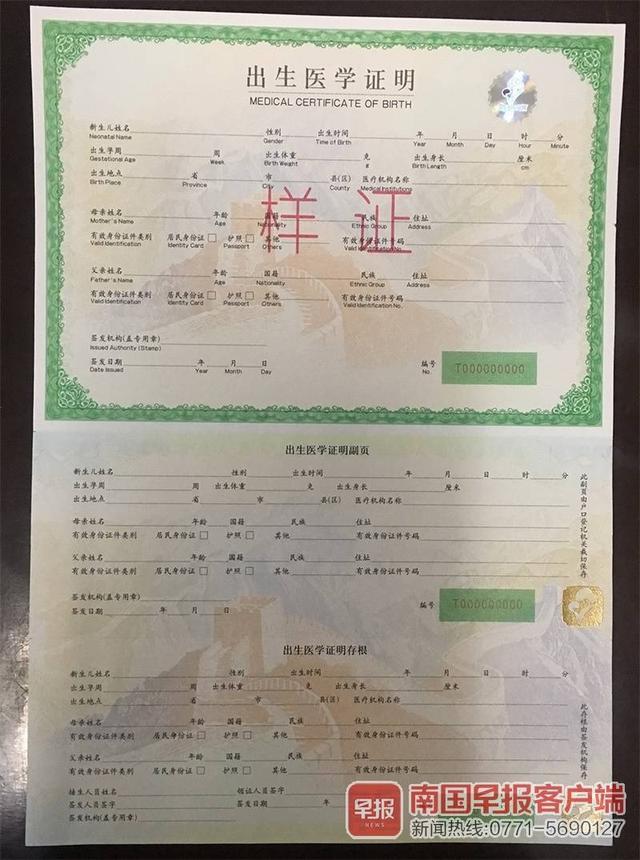 出生医学证明
MEDICAL CERTIFICATE OF BIRTH
新生儿姓名 性别 出生时间 年 月 日 时 分
Neonatal Name Gender Time of Birth Year Month Day Hour Minute
出生孕周 周 出生体重 克 出生身长 厘米
Gestational Age Week Birth Weight g Birth Length cm
出生地点 省 市 县(区) 医疗机构名称
Birth Place Province City County Medical Institutions
样 证
母亲姓名 年龄 国籍 民族 住址
Mother's Name Age Nationality Ethnic Group Address
有效身份证件类别 居民身份证 护照 其他 有效身份证件号码
Valid Identification Identity Card Passport Others Valid Identification No.
父亲姓名 年龄 国籍 民族 住址
Father's Name Age Nationality Ethnic Group Address
有效身份证件类别 居民身份证 护照 其他 有效身份证件号码
Valid Identification Identity Card Passport Others Valid Identification No.
签发机构(盖专用章)
Issued Authority (Stamp)
签发日期 年 月 日 编号 T000000000
Date Issued Year Month Day No.
出生医学证明副页
新生儿姓名 性别 出生时间 年 月 日 时 分
出生孕周 周 出生体重 克 出生身长 厘米
出生地点 省 市 县(区) 医疗机构名称
母亲姓名 年龄 国籍 民族 住址
有效身份证件类别 居民身份证 护照 其他 有效身份证件号码
父亲姓名 年龄 国籍 民族 住址
有效身份证件类别 居民身份证 护照 其他 有效身份证件号码
签发机构(盖专用章)
签发日期 年 月 日 编号 T000000000
此副页由户口登记机关裁切保存
出生医学证明存根
新生儿姓名 性别 出生时间 年 月 日 时 分
出生孕周 周 出生体重 克 出生身长 厘米
出生地点 省 市 县(区) 医疗机构名称
母亲姓名 年龄 国籍 民族 住址
有效身份证件类别 居民身份证 护照 其他 有效身份证件号码
父亲姓名 年龄 国籍 民族 住址
有效身份证件类别 居民身份证 护照 其他 有效身份证件号码
接生人员签字 领证人员签字
签发人员签字 签发日期 年
签发机构(盖专用章)
此存根由签发机构保存
早报
NEWS
南国早报客户端
新闻热线:0771-5690127